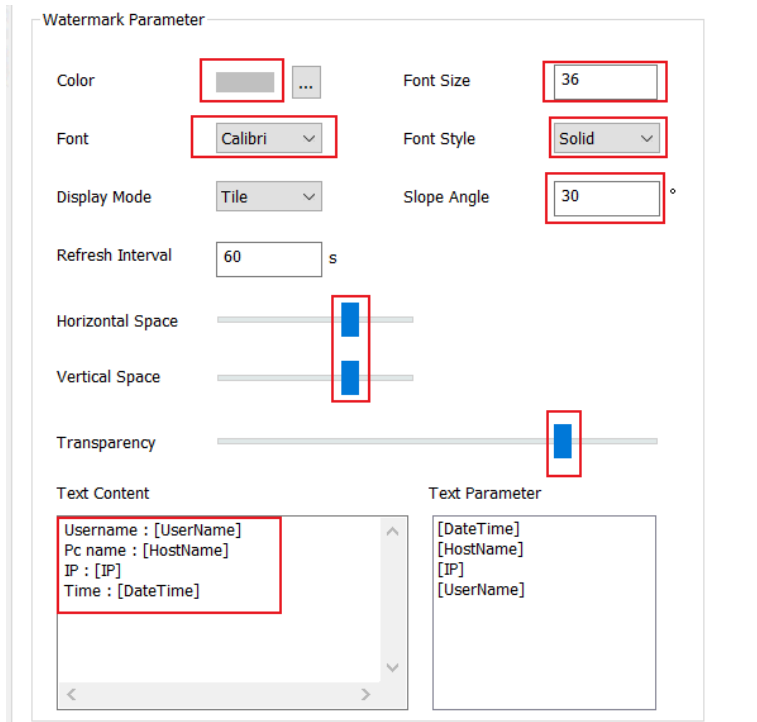 Watermark Parameter
Color ... Font Size 36
Font Calibri Font Style Solid
Display Mode Tile Slope Angle 30 °
Refresh Interval 60 s
Horizontal Space
Vertical Space
Transparency
Text Content
Username : [UserName]
Pc name : [HostName]
IP : [IP]
Time : [DateTime]
Text Parameter
[DateTime]
[HostName]
[IP]
[UserName]